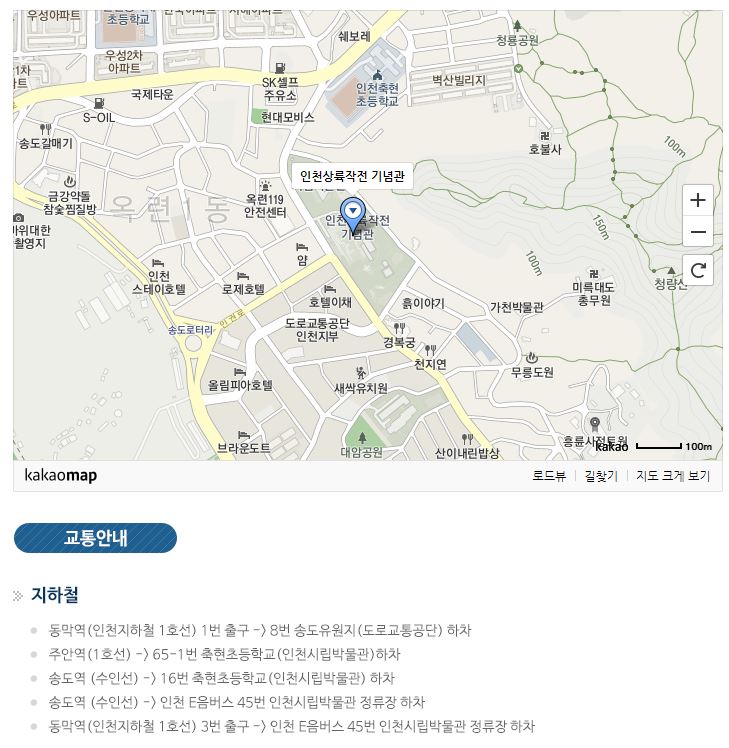 우성아파트
초등학교
쉐보레
청룡공원
우성2차
아파트
SK셀프
주유소
인천축현
초등학교
벽산빌리지
국제타운
S-OIL
현대모비스
송도갈매기
호불사
100m
인천상륙작전 기념관
금강약돌
참숯찜질방
옥련1동
옥련119
안전센터
인천상륙작전
기념관
바위대한
촬영지
150m
얌
100m
인천
스테이호텔
로제호텔
호텔이채
흙이야기
가천박물관
미륵대도
총무원
청량산
송도로터리
인권로
도로교통공단
인천지부
경복궁
천지연
무릉도원
올림피아호텔
새싹유치원
브라운도트
대암공원
산이내린밥상
흥륜사정토원
kakao
100m
kakaomap
로드뷰
길찾기
지도 크게 보기
교통안내
지하철
동막역(인천지하철 1호선) 1번 출구 -> 8번 송도유원지(도로교통공단) 하차
주안역(1호선) -> 65-1번 축현초등학교(인천시립박물관)하차
송도역 (수인선) -> 16번 축현초등학교(인천시립박물관) 하차
송도역 (수인선) -> 인천 E음버스 45번 인천시립박물관 정류장 하차
동막역(인천지하철 1호선) 3번 출구 -> 인천 E음버스 45번 인천시립박물관 정류장 하차